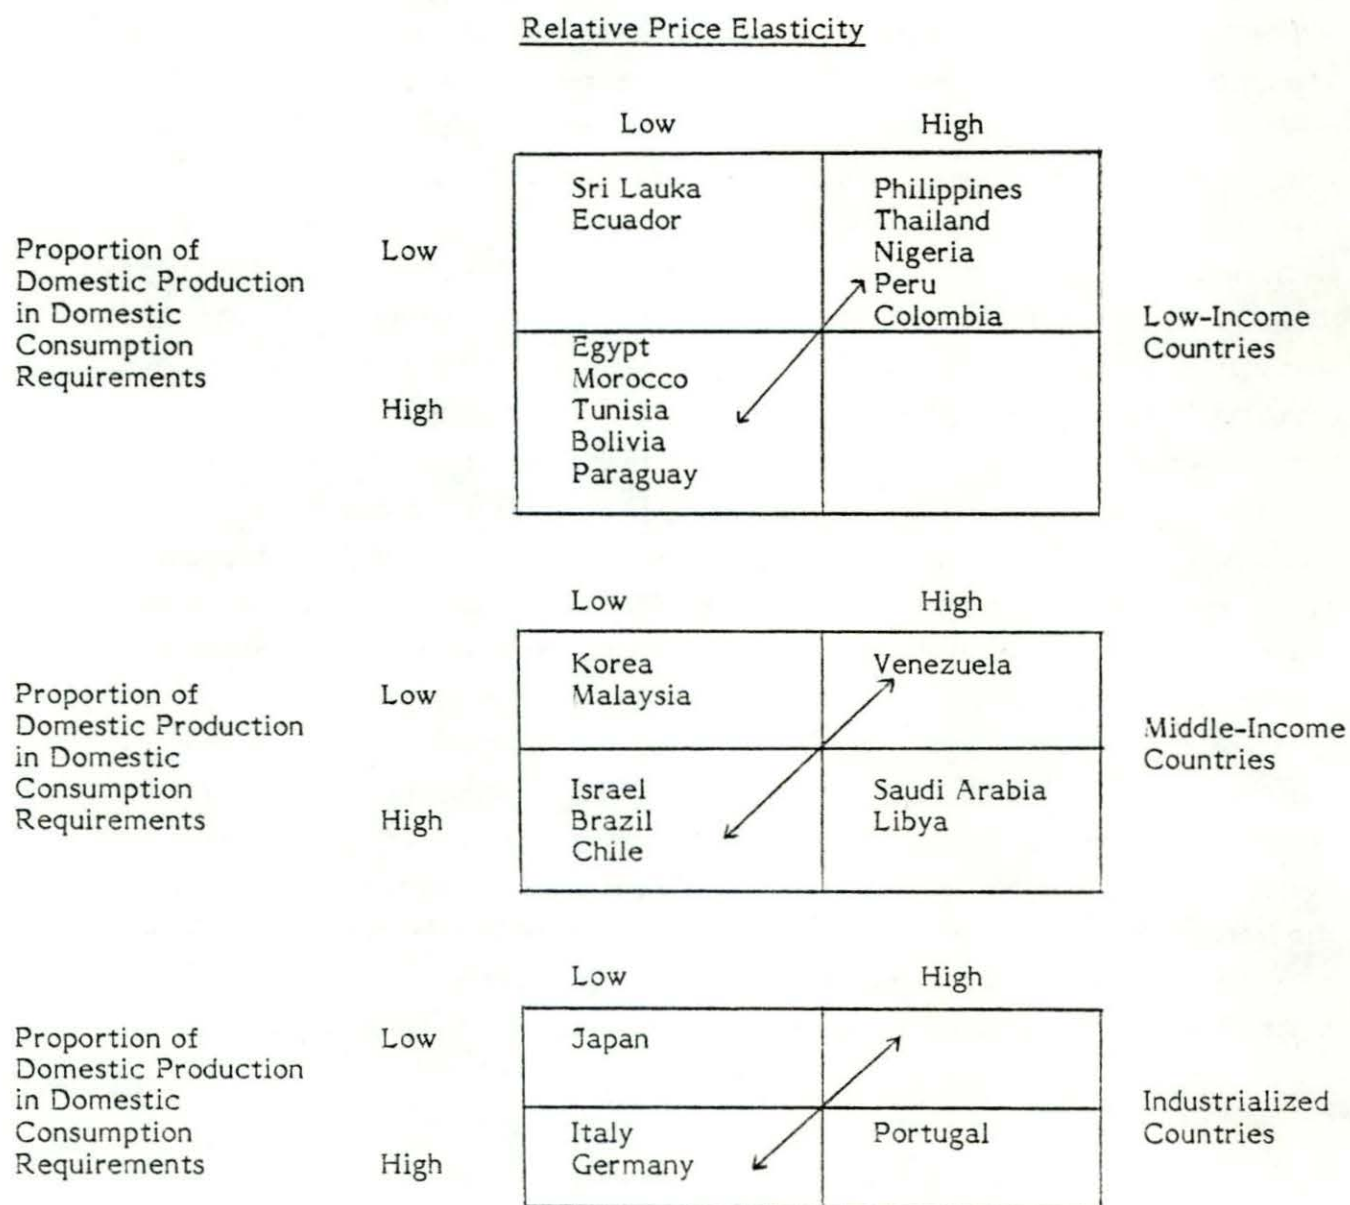 Relative Price Elasticity
Low High
Sri Lauka Philippines
Ecuador Thailand
Proportion of Low Nigeria
Domestic Production Peru
in Domestic Colombia Low-Income
Consumption Egypt Countries
Requirements Morocco
High Tunisia
Bolivia
Paraguay
Low High
Korea Venezuela
Proportion of Low Malaysia
Domestic Production Middle-Income
in Domestic Countries
Consumption Israel Saudi Arabia
Requirements High Brazil Libya
Chile
Low High
Proportion of Low Japan
Domestic Production
in Domestic Industrialized
Consumption Italy Portugal Countries
Requirements High Germany